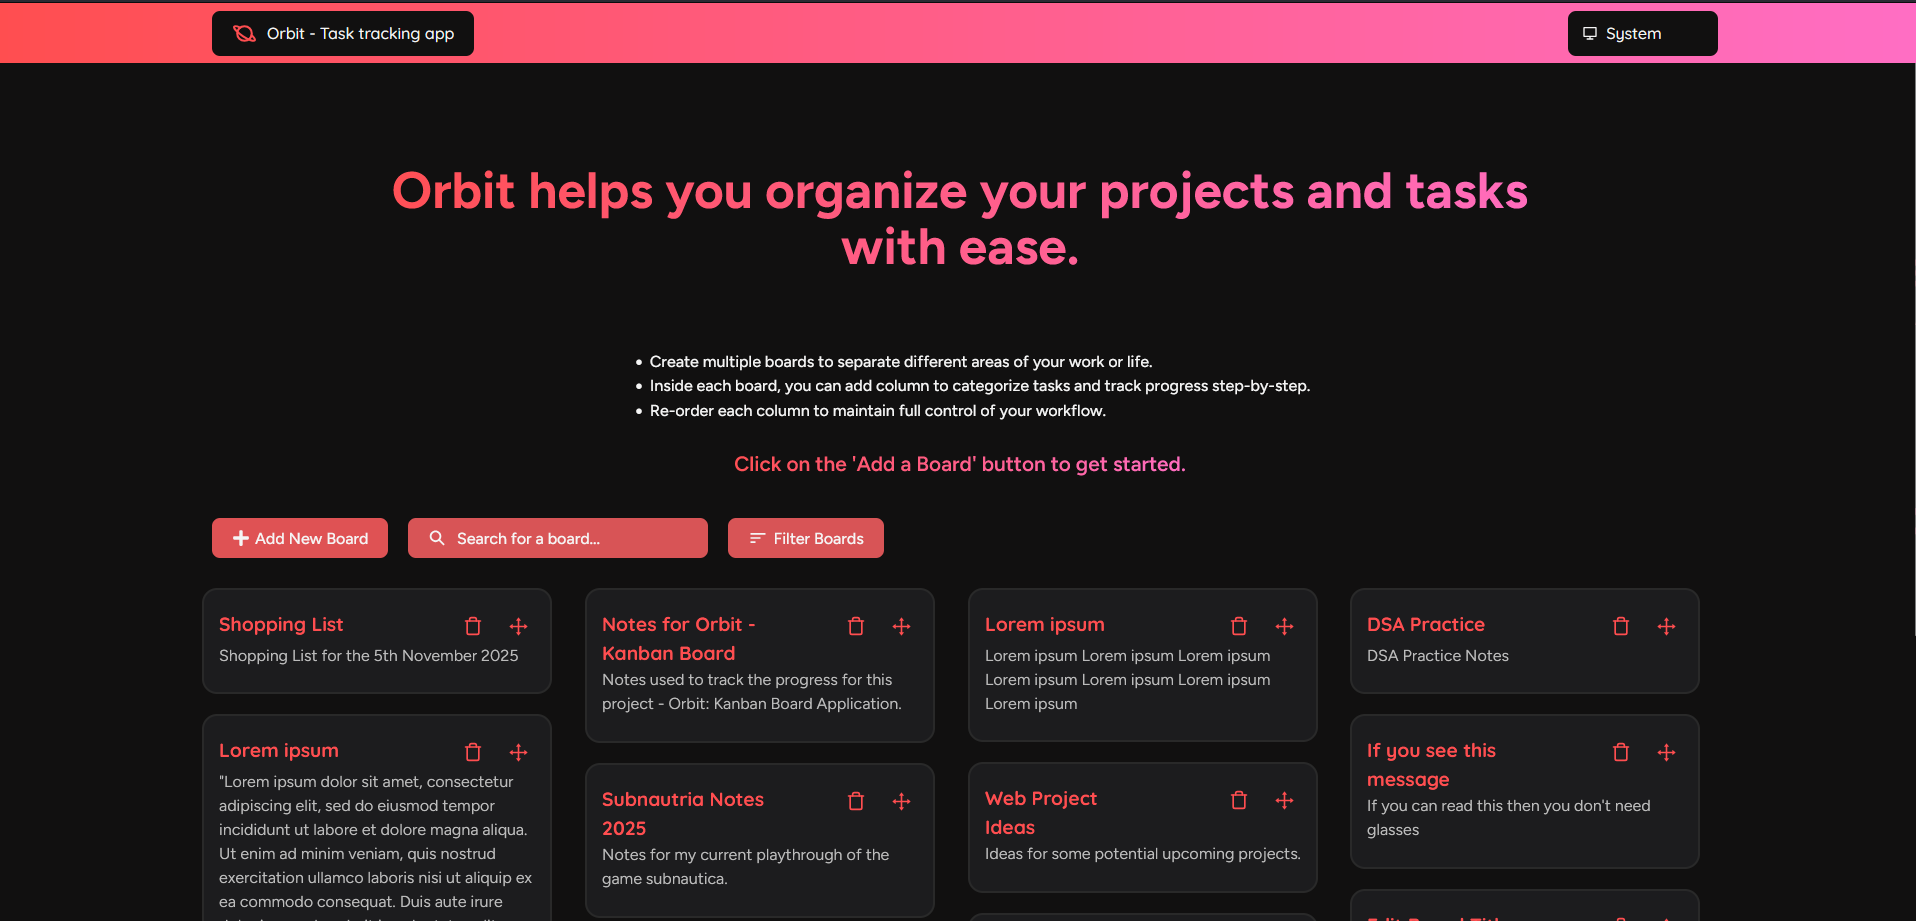 Orbit - Task tracking app
System
Orbit helps you organize your projects and tasks
with ease.
• Create multiple boards to separate different areas of your work or life.
• Inside each board, you can add column to categorize tasks and track progress step-by-step.
• Re-order each column to maintain full control of your workflow.
Click on the 'Add a Board' button to get started.
Add New Board
Search for a board...
Filter Boards
Shopping List
Shopping List for the 5th November 2025
Lorem ipsum
"Lorem ipsum dolor sit amet, consectetur
adipiscing elit, sed do eiusmod tempor
incididunt ut labore et dolore magna aliqua.
Ut enim ad minim veniam, quis nostrud
exercitation ullamco laboris nisi ut aliquip ex
ea commodo consequat. Duis aute irure
Notes for Orbit -
Kanban Board
Notes used to track the progress for this
project - Orbit: Kanban Board Application.
Subnautria Notes
2025
Notes for my current playthrough of the
game subnautica.
Lorem ipsum
Lorem ipsum Lorem ipsum Lorem ipsum
Lorem ipsum Lorem ipsum Lorem ipsum
Lorem ipsum
Web Project
Ideas
Ideas for some potential upcoming projects.
DSA Practice
DSA Practice Notes
If you see this
message
If you can read this then you don't need
glasses